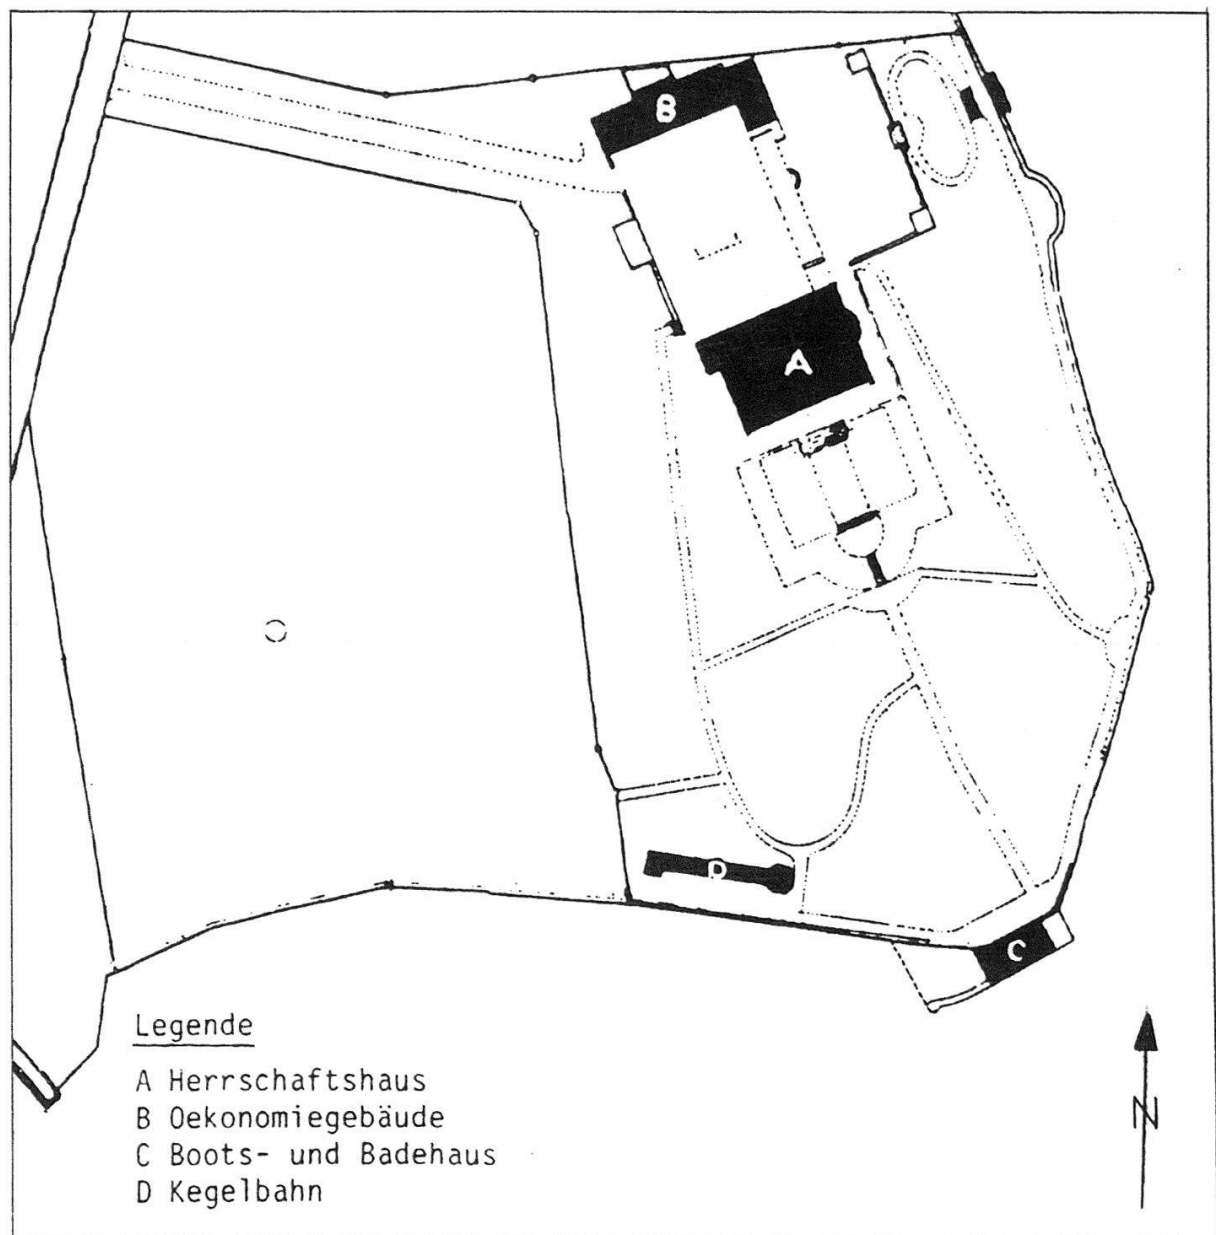 B
A
D
C
Legende
A Herrschaftshaus
B Oekonomiegebäude
C Boots- und Badehaus
D Kegelbahn
N